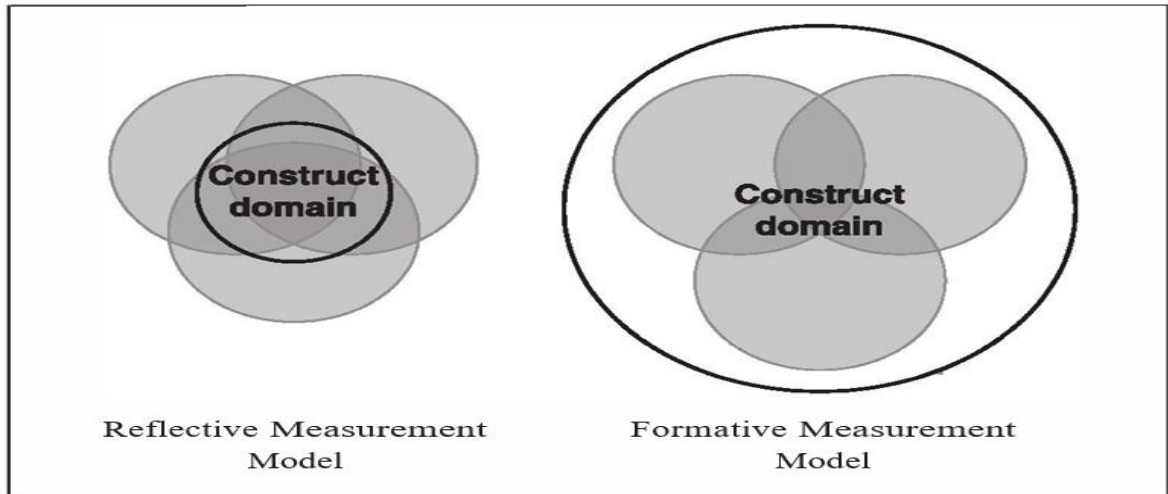 Construct
domain
Construct
domain
Reflective Measurement
Model
Formative Measurement
Model